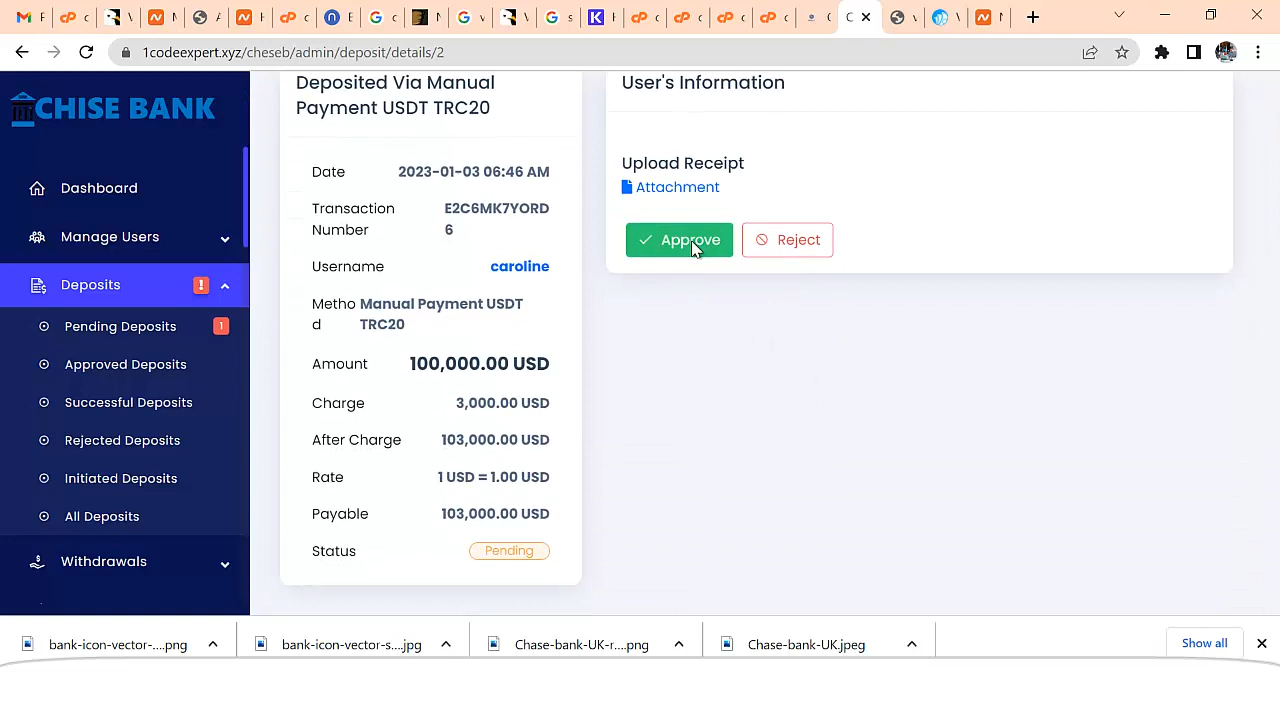 1codeexpert.xyz/cheseb/admin/deposit/details/2
CHISE BANK
Dashboard
Manage Users
Deposits
Pending Deposits 1
Approved Deposits
Successful Deposits
Rejected Deposits
Initiated Deposits
All Deposits
Withdrawals
Deposited Via Manual
Payment USDT TRC20
Date 2023-01-03 06:46 AM
Transaction E2C6MK7YORD
Number 6
Username caroline
Metho Manual Payment USDT
d TRC20
Amount 100,000.00 USD
Charge 3,000.00 USD
After Charge 103,000.00 USD
Rate 1 USD = 1.00 USD
Payable 103,000.00 USD
Status Pending
User's Information
Upload Receipt
Attachment
Approve Reject
bank-icon-vector-....png bank-icon-vector-s....jpg Chase-bank-UK-r....png Chase-bank-UK.jpeg Show all